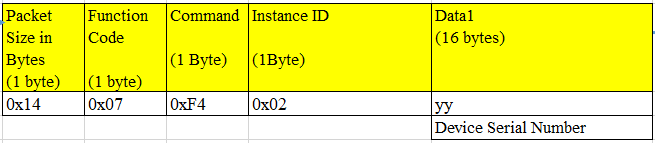 Packet
Size in
Bytes
(1 byte)
Function
Code
(1 byte)
Command
(1 Byte)
Instance ID
(1Byte)
Data1
(16 bytes)
0x14
0x07
0xF4
0x02
yy
Device Serial Number